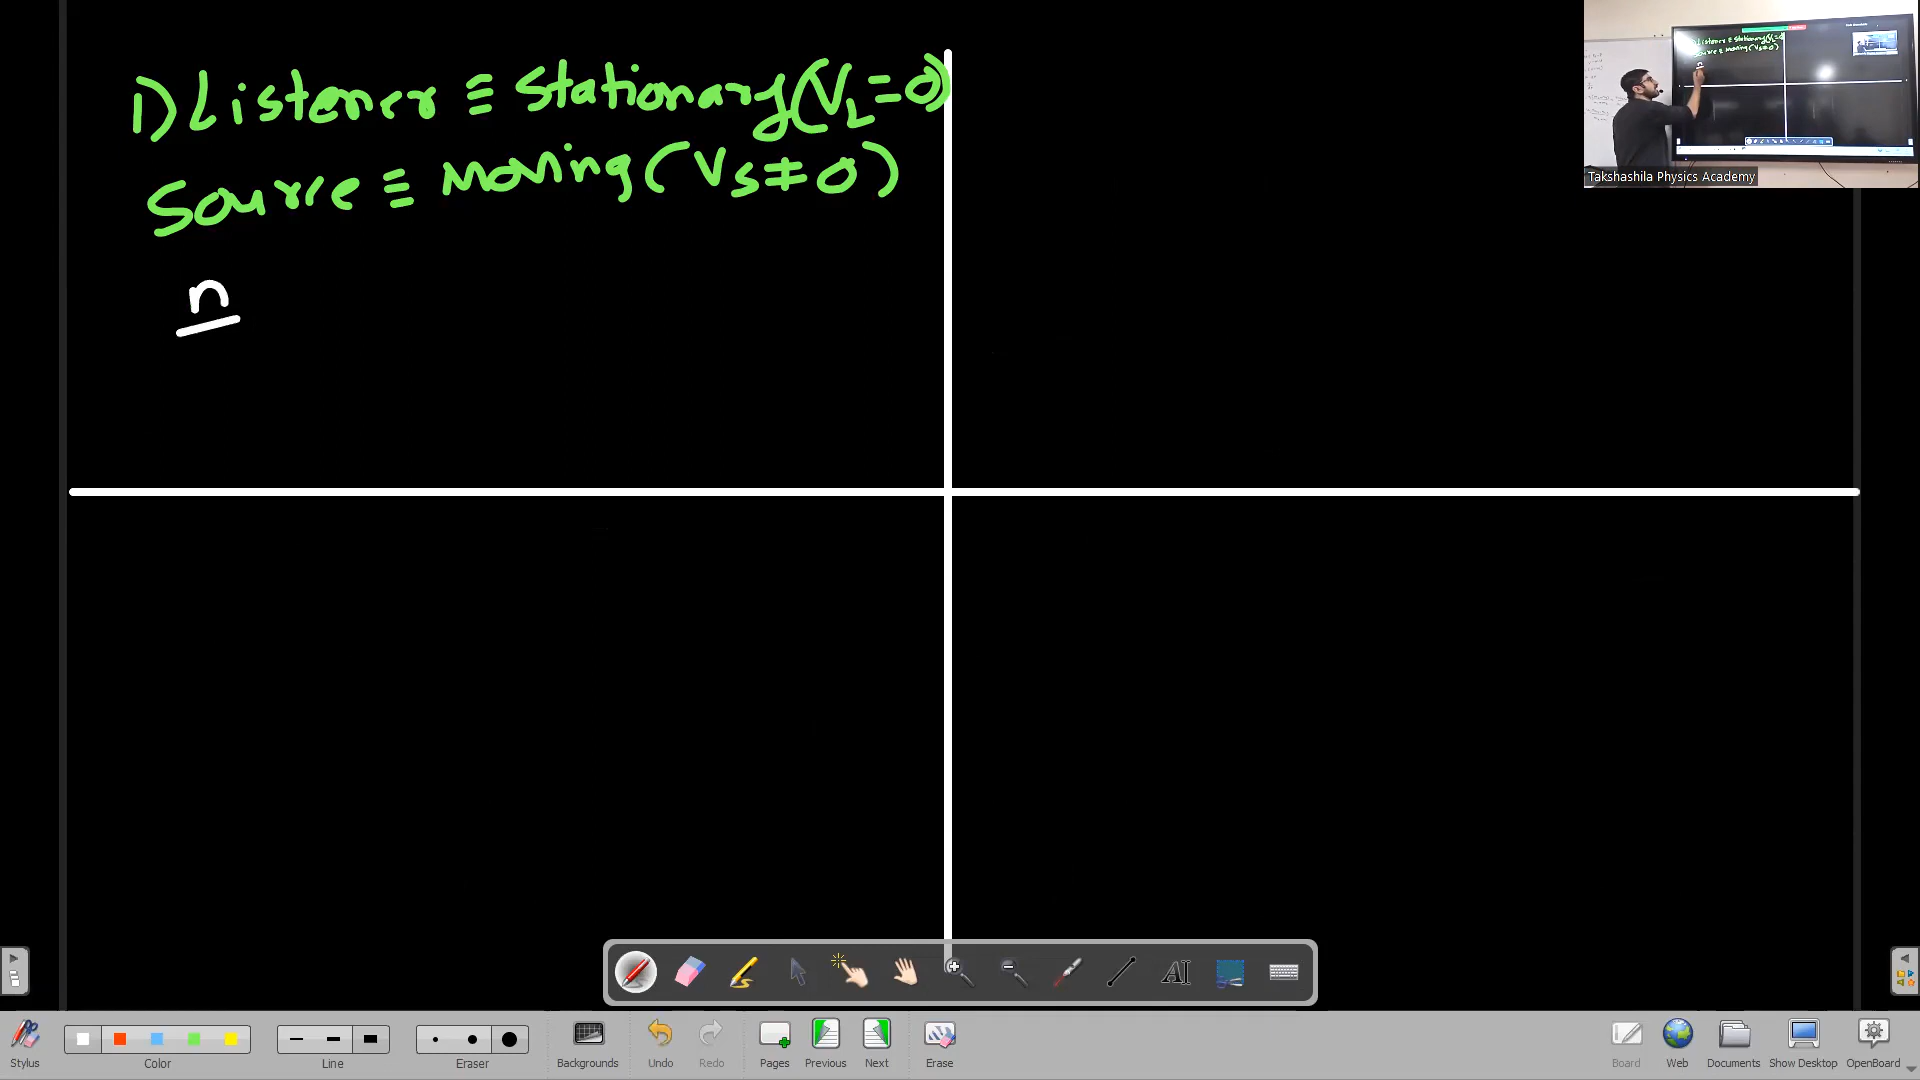 1) Listener ≡ Stationary (VL = 0)
Source ≡ moving (Vs ≠ 0)
n
Takshashila Physics Academy
Stylus
Color
Line
Eraser
Backgrounds
Undo
Redo
Pages
Previous
Next
Erase
Board
Web
Documents
Show Desktop
OpenBoard